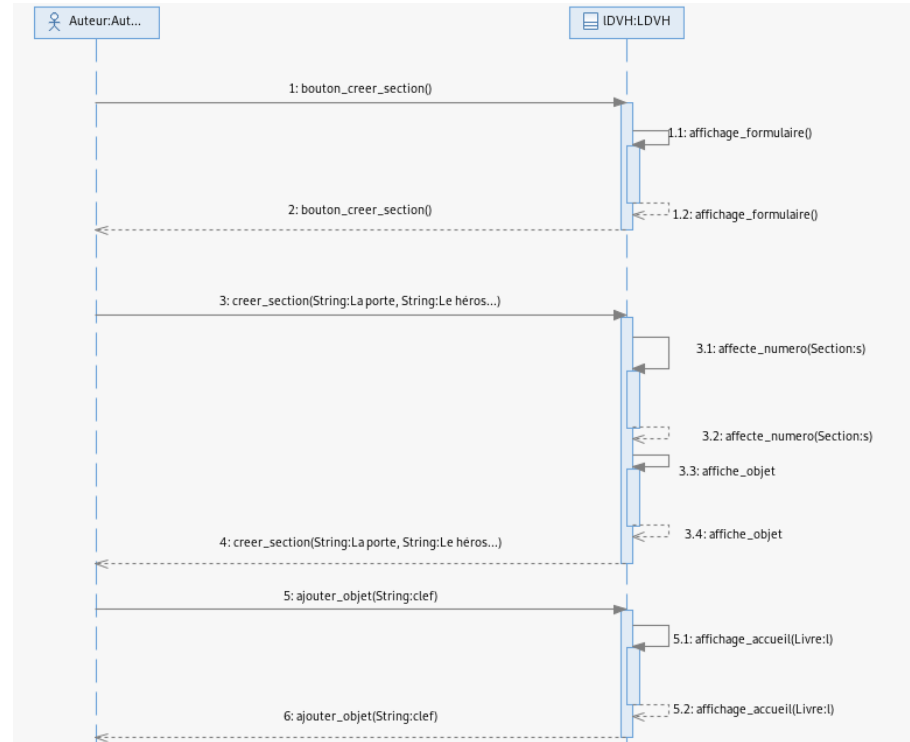 Auteur:Aut...
lDVH:LDVH
1: bouton_creer_section()
1.1: affichage_formulaire()
2: bouton_creer_section()
1.2: affichage_formulaire()
3: creer_section(String:La porte, String:Le héros...)
3.1: affecte_numero(Section:s)
3.2: affecte_numero(Section:s)
3.3: affiche_objet
3.4: affiche_objet
4: creer_section(String:La porte, String:Le héros...)
5: ajouter_objet(String:clef)
5.1: affichage_accueil(Livre:l)
5.2: affichage_accueil(Livre:l)
6: ajouter_objet(String:clef)